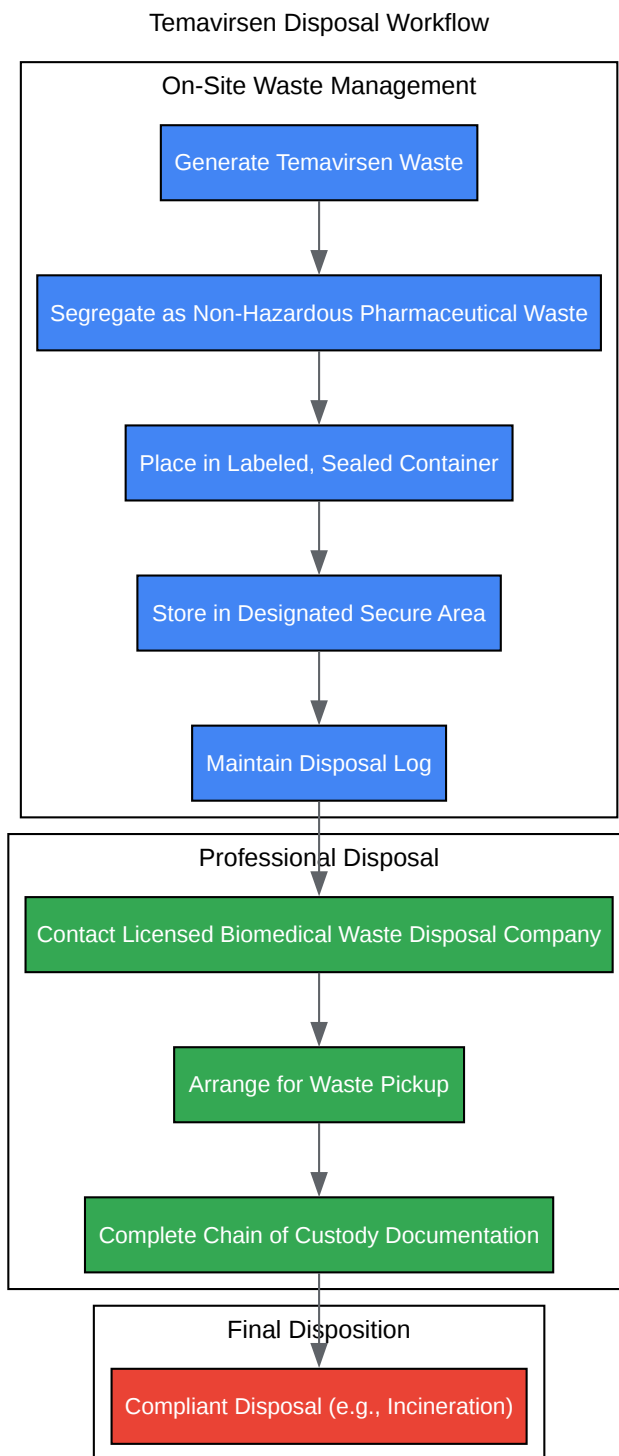 Temavirsen Disposal Workflow
On-Site Waste Management
Generate Temavirsen Waste
Segregate as Non-Hazardous Pharmaceutical Waste
Place in Labeled, Sealed Container
Store in Designated Secure Area
Maintain Disposal Log
Professional Disposal
Contact Licensed Biomedical Waste Disposal Company
Arrange for Waste Pickup
Complete Chain of Custody Documentation
Final Disposition
Compliant Disposal (e.g., Incineration)